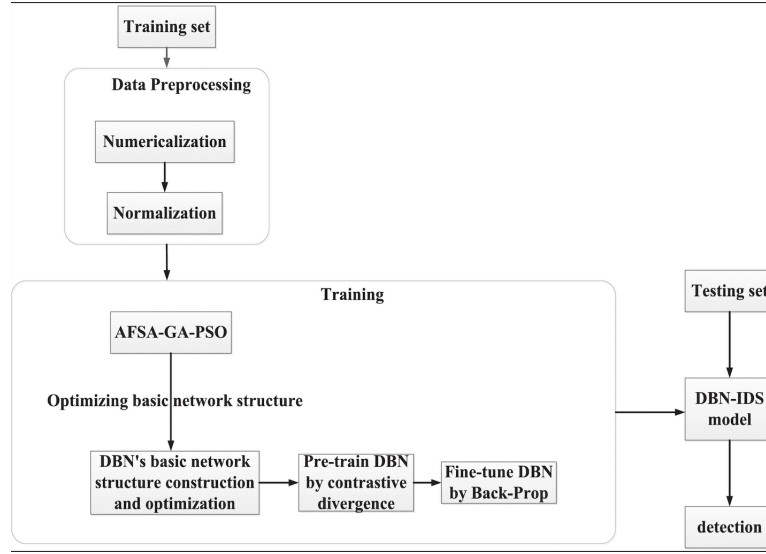 Training set
Data Preprocessing
Numericalization
Normalization
Training
AFSA-GA-PSO
Optimizing basic network structure
DBN's basic network
structure construction
and optimization
Pre-train DBN
by contrastive
divergence
Fine-tune DBN
by Back-Prop
Testing set
DBN-IDS
model
detection